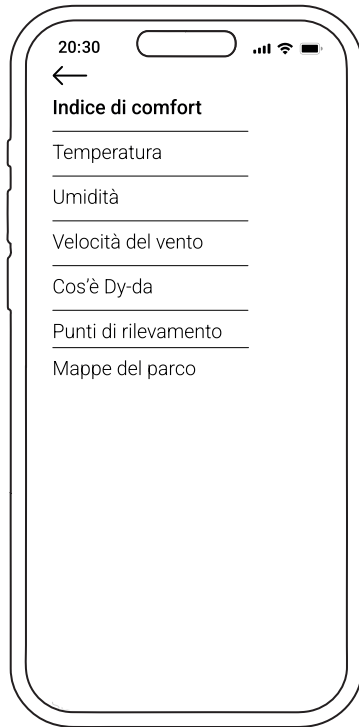 20:30
Indice di comfort
Temperatura
Umidità
Velocità del vento
Cos'è Dy-da
Punti di rilevamento
Mappe del parco